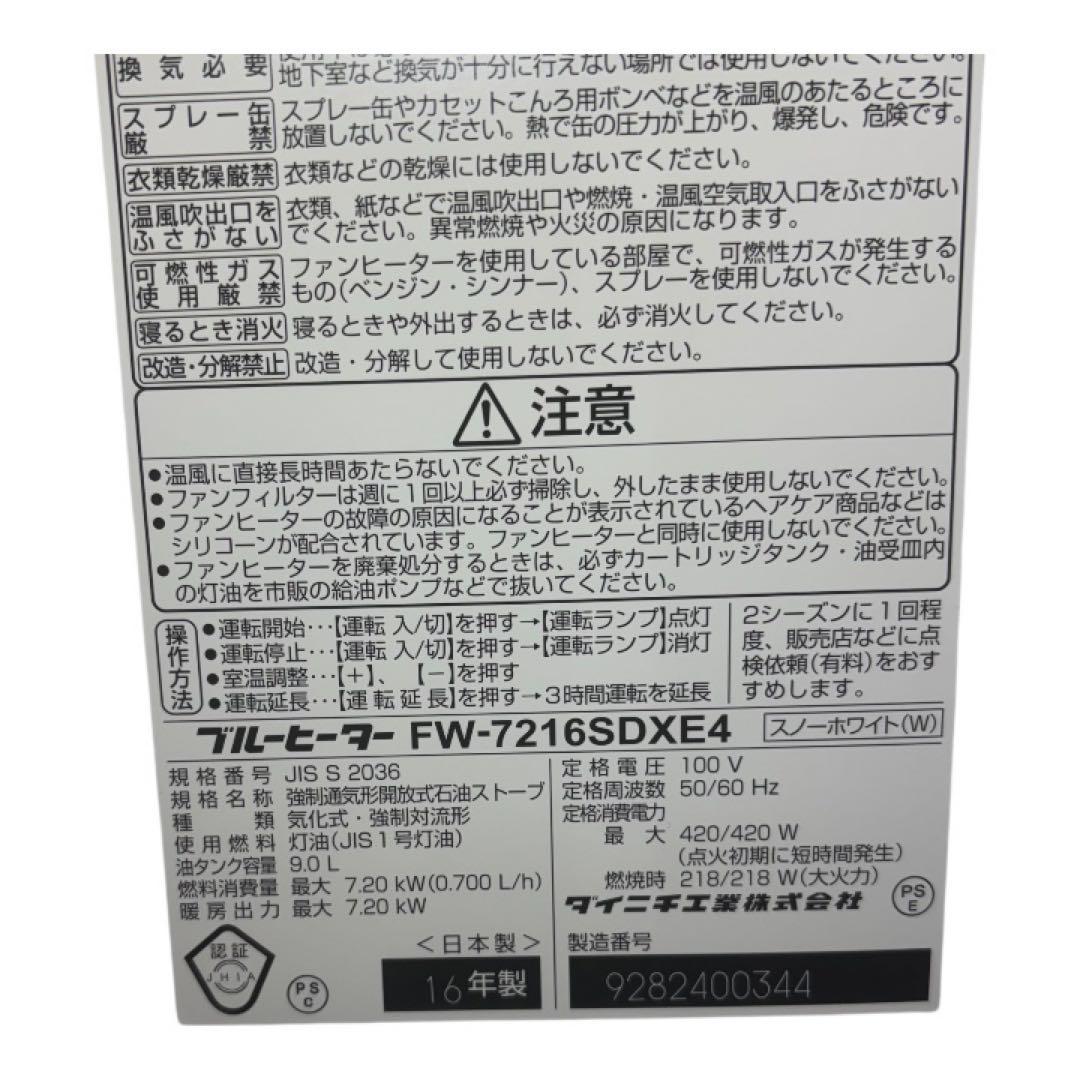 換気必要
使用中は必ず
地下室など換気が十分に行えない場所では使用しないでください。
スプレー缶厳禁
スプレー缶やカセットこんろ用ボンベなどを温風のあたるところに
放置しないでください。熱で缶の圧力が上がり、爆発し、危険です。
衣類乾燥厳禁
衣類などの乾燥には使用しないでください。
温風吹出口を
ふさがない
衣類、紙などで温風吹出口や燃焼・温風空気取入口をふさがない
でください。異常燃焼や火災の原因になります。
可燃性ガス
使用厳禁
ファンヒーターを使用している部屋で、可燃性ガスが発生する
もの(ベンジン・シンナー)、スプレーを使用しないでください。
寝るとき消火
寝るときや外出するときは、必ず消火してください。
改造・分解禁止
改造・分解して使用しないでください。
注意
●温風に直接長時間あたらないでください。
●ファンフィルターは週に1回以上必ず掃除し、外したまま使用しないでください。
●ファンヒーターの故障の原因になることが表示されているヘアケア商品などは
シリコーンが配合されています。ファンヒーターと同時に使用しないでください。
●ファンヒーターを廃棄処分するときは、必ずカートリッジタンク・油受皿内
の灯油を市販の給油ポンプなどで抜いてください。
操作方法
●運転開始･･･【運転 入/切】を押す→【運転ランプ】点灯
●運転停止･･･【運転 入/切】を押す→【運転ランプ】消灯
●室温調整･･･【＋】、【－】を押す
●運転延長･･･【運転延長】を押す→3時間運転を延長
2シーズンに1回程
度、販売店などに点
検依頼(有料)をおす
すめします。
ブルーヒーター FW-7216SDXE4
スノーホワイト(W)
規格番号 JIS S 2036
規格名称 強制通気形開放式石油ストーブ
種類 気化式・強制対流形
使用燃料 灯油(JIS1号灯油)
油タンク容量 9.0 L
燃料消費量 最大 7.20 kW(0.700 L/h)
暖房出力 最大 7.20 kW
定格電圧 100 V
定格周波数 50/60 Hz
定格消費電力
最大 420/420 W
(点火初期に短時間発生)
燃焼時 218/218 W(大火力)
ダイニチ工業株式会社
PS
E
認証
JHIA
PS
C
＜日本製＞
16年製
製造番号
9282400344